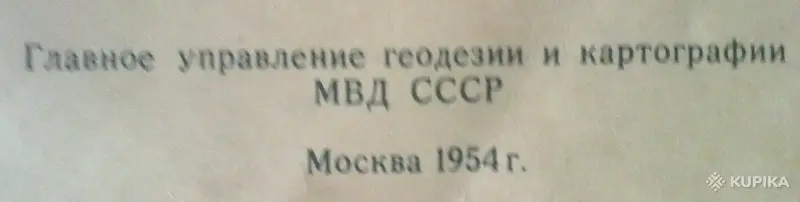 Главное управление геодезии и картографии
МВД СССР
Москва 1954 г.
KUPIKA